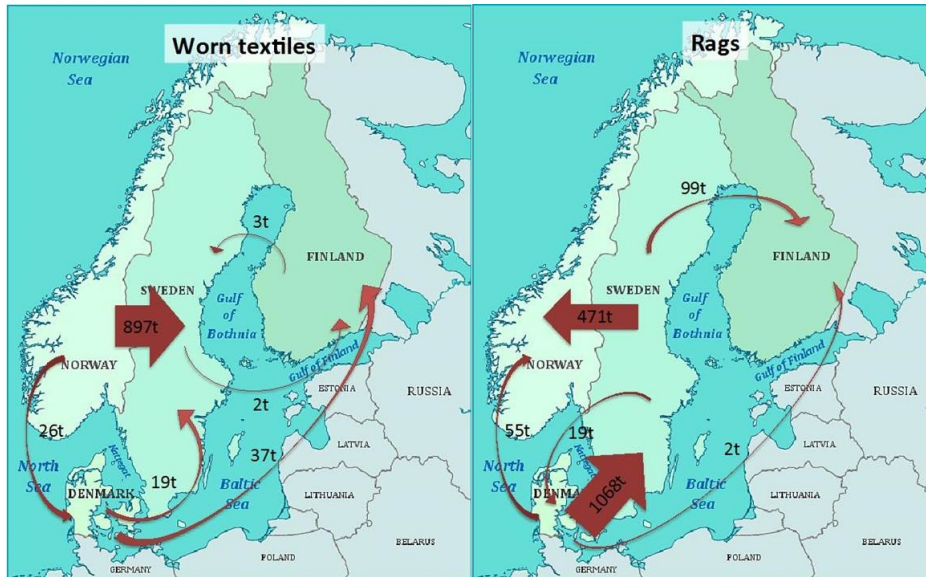 Worn textiles
Norwegian
Sea
3t
FINLAND
SWEDEN
Gulf
of
Bothnia
897t
NORWAY
Gulf of Finland
ESTONIA
RUSSIA
2t
26t
LATVIA
37t
North
Sea
Kattegat
19t
Baltic
Sea
DENMARK
LITHUANIA
BELARUS
POLAND
GERMANY
Rags
Norwegian
Sea
99t
FINLAND
SWEDEN
Gulf
of
Bothnia
471t
NORWAY
Gulf of Finland
ESTONIA
RUSSIA
55t
19t
2t
LATVIA
North
Sea
Baltic
Sea
1068t
LITHUANIA
BELARUS
POLAND
GERMANY